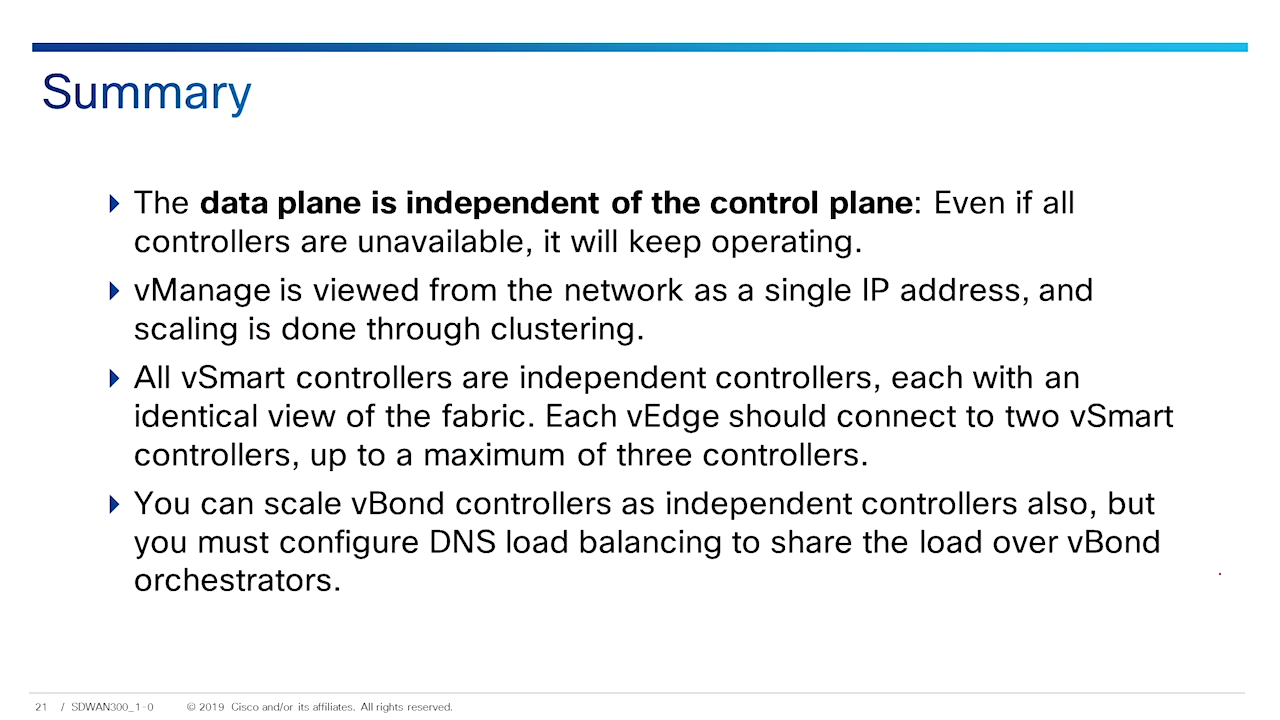 Summary
The data plane is independent of the control plane: Even if all
controllers are unavailable, it will keep operating.
vManage is viewed from the network as a single IP address, and
scaling is done through clustering.
All vSmart controllers are independent controllers, each with an
identical view of the fabric. Each vEdge should connect to two vSmart
controllers, up to a maximum of three controllers.
You can scale vBond controllers as independent controllers also, but
you must configure DNS load balancing to share the load over vBond
orchestrators.
21 / SDWAN300_1-0 © 2019 Cisco and/or its affiliates. All rights reserved.